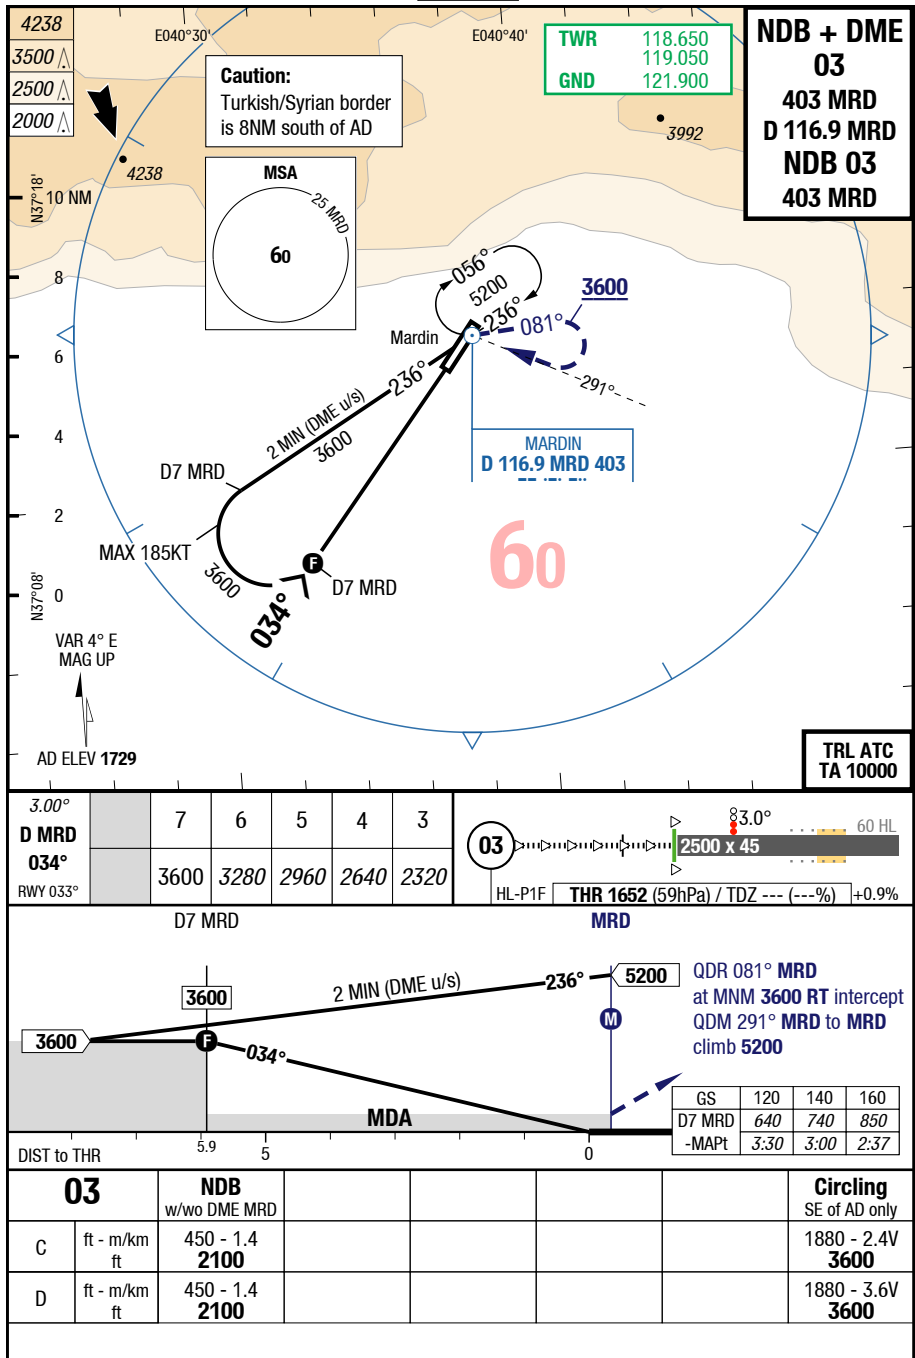 4238
3500
2500
2000
E040°30'
E040°40'
TWR 118.650
119.050
GND 121.900
NDB + DME
03
403 MRD
D 116.9 MRD
NDB 03
403 MRD
Caution:
Turkish/Syrian border
is 8NM south of AD
4238
3992
MSA
25 MRD
60
N37°18'
10 NM
8
6
4
2
0
N37°08'
056°
5200
236°
3600
081°
291°
Mardin
236°
2 MIN (DME u/s)
3600
D7 MRD
MARDIN
D 116.9 MRD 403
MAX 185KT
3600
D7 MRD
F
034°
60
VAR 4° E
MAG UP
AD ELEV 1729
TRL ATC
TA 10000
3.00°
D MRD
034°
RWY 033°
7 6 5 4 3
3600 3280 2960 2640 2320
03
3.0°
60 HL
2500 x 45
HL-P1F
THR 1652 (59hPa) / TDZ --- (---%)
+0.9%
D7 MRD
MRD
3600
2 MIN (DME u/s)
236°
5200
3600
F
034°
M
QDR 081° MRD
at MNM 3600 RT intercept
QDM 291° MRD to MRD
climb 5200
MDA
GS 120 140 160
D7 MRD 640 740 850
-MAPt 3:30 3:00 2:37
DIST to THR
5.9
5
0
03
NDB
w/wo DME MRD
Circling
SE of AD only
C
ft - m/km
ft
450 - 1.4
2100
1880 - 2.4V
3600
D
ft - m/km
ft
450 - 1.4
2100
1880 - 3.6V
3600